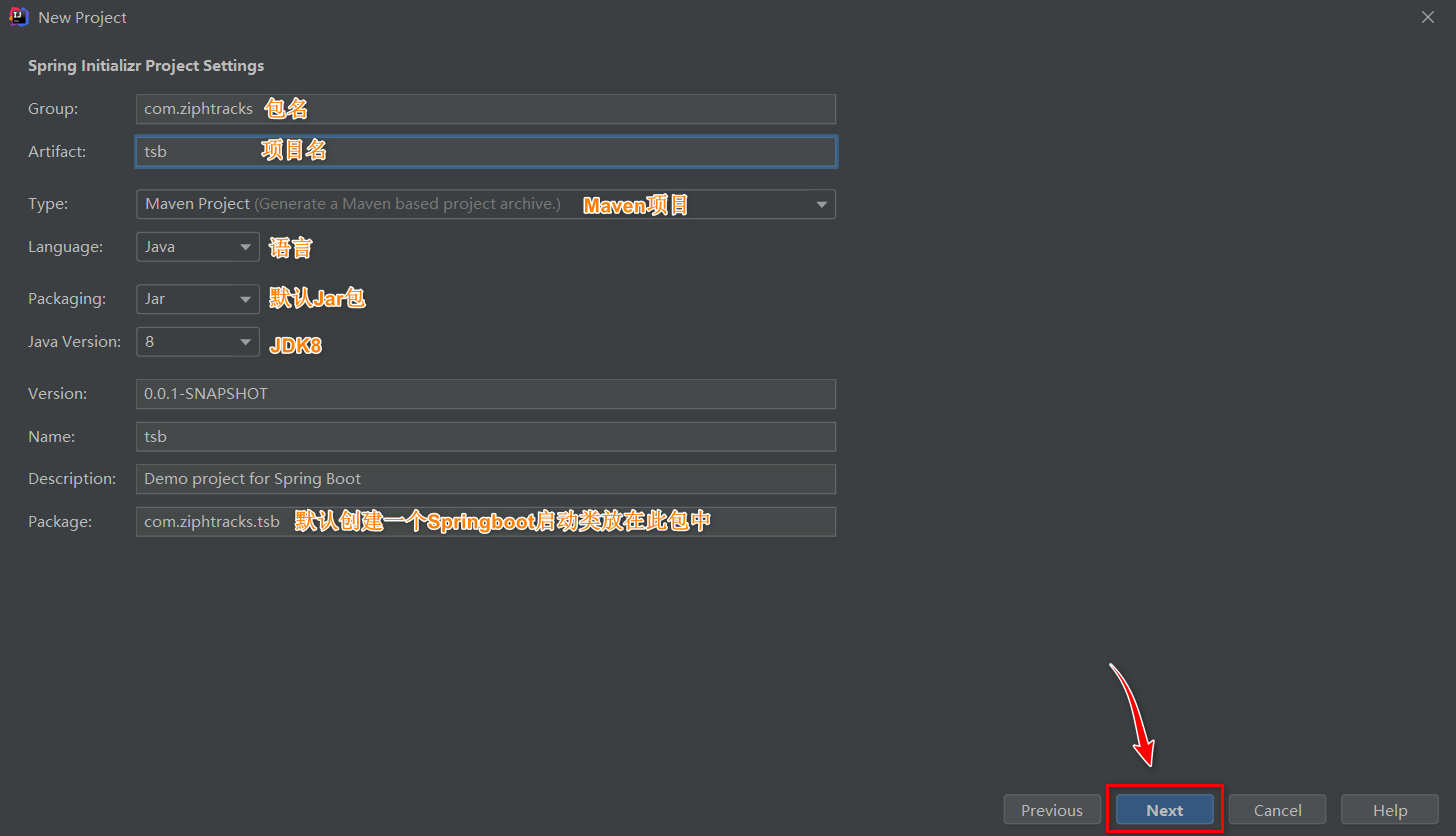 New Project
Spring Initializr Project Settings
Group: com.ziphtracks 包名
Artifact: tsb 项目名
Type: Maven Project (Generate a Maven based project archive.) Maven项目
Language: Java 语言
Packaging: Jar 默认Jar包
Java Version: 8 JDK8
Version: 0.0.1-SNAPSHOT
Name: tsb
Description: Demo project for Spring Boot
Package: com.ziphtracks.tsb 默认创建一个Springboot启动类放在此包中
Previous Next Cancel Help